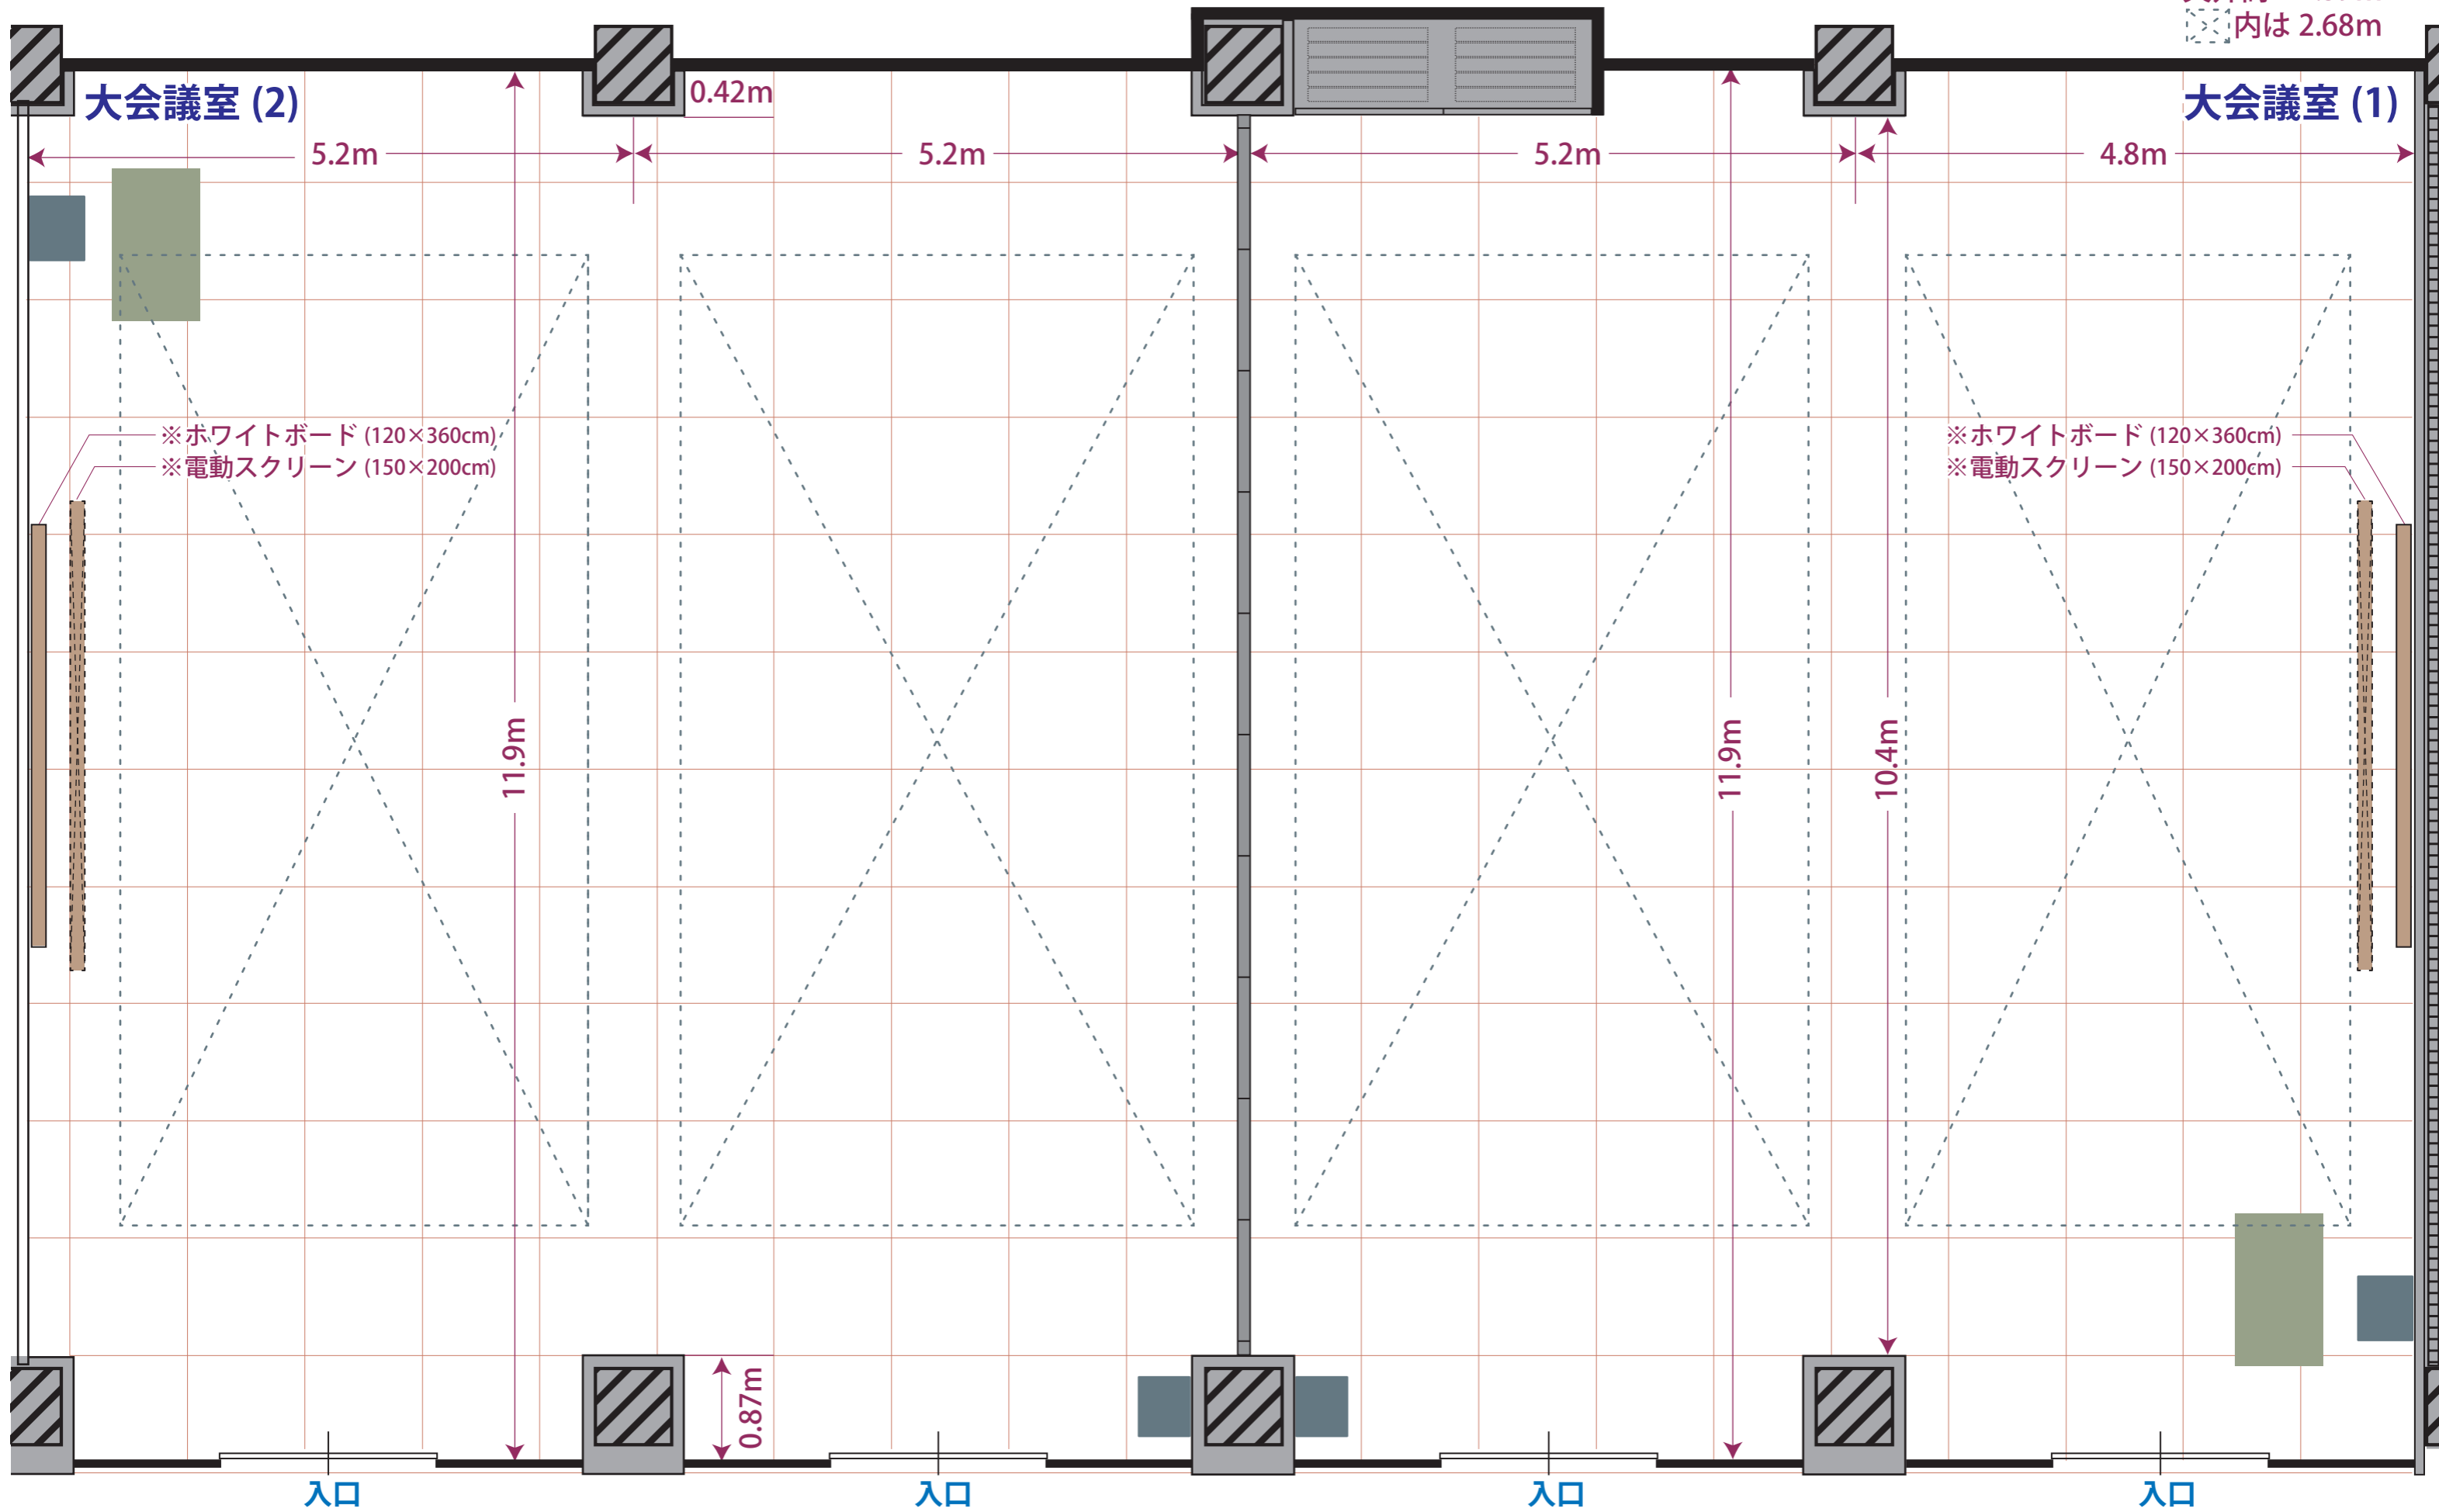 内は 2.68m
大会議室 (2)
0.42m
大会議室 (1)
5.2m
5.2m
5.2m
4.8m
※ホワイトボード (120×360cm)
※電動スクリーン (150×200cm)
※ホワイトボード (120×360cm)
※電動スクリーン (150×200cm)
11.9m
11.9m
10.4m
0.87m
入口
入口
入口
入口